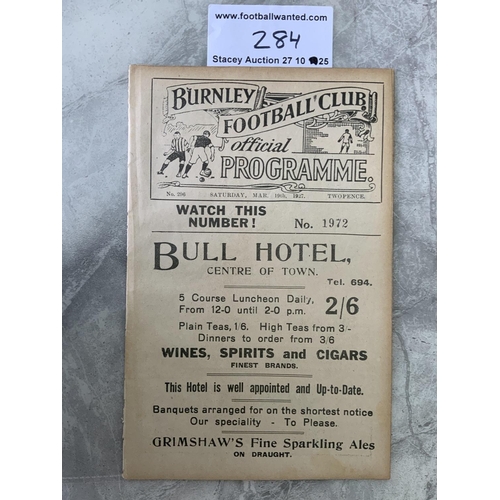 www.footballwanted.com
284
Stacey Auction 27 10 25
BURNLEY
FOOTBALL CLUB
official
PROGRAMME.
No. 206 SATURDAY, MAR. 19th, 1927. TWOPENCE.
WATCH THIS
NUMBER! No. 1972
BULL HOTEL,
CENTRE OF TOWN.
Tel. 694.
5 Course Luncheon Daily,
From 12-0 until 2-0 p.m. 2/6
Plain Teas, 1/6. High Teas from 3-
Dinners to order from 3/6
WINES, SPIRITS and CIGARS
FINEST BRANDS.
This Hotel is well appointed and Up-to-Date.
Banquets arranged for on the shortest notice
Our speciality - To Please.
GRIMSHAW'S Fine Sparkling Ales
ON DRAUGHT.